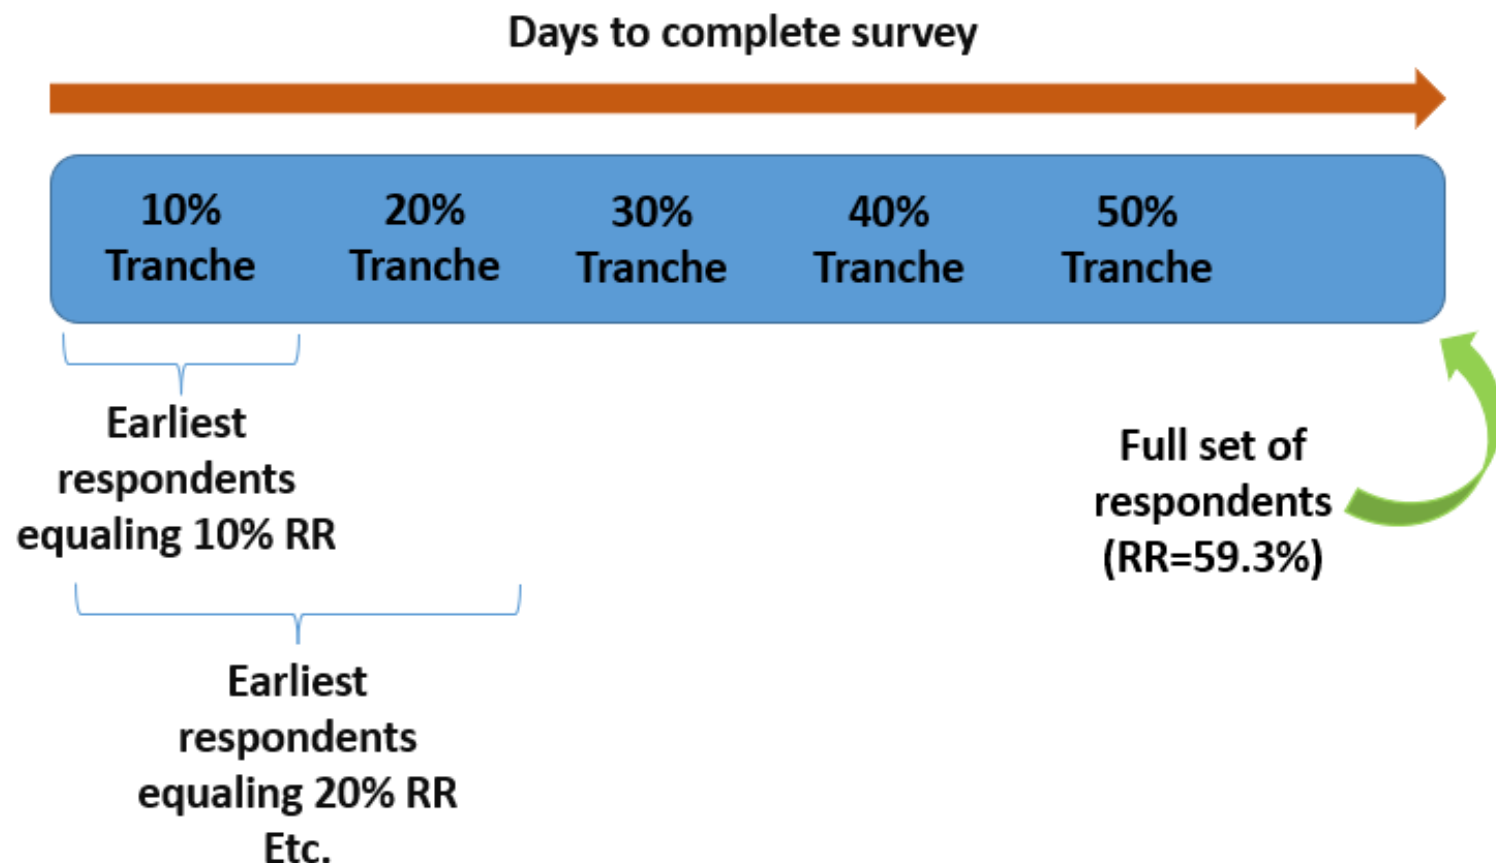 Days to complete survey
10%
Tranche
20%
Tranche
30%
Tranche
40%
Tranche
50%
Tranche
Earliest
respondents
equaling 10% RR
Earliest
respondents
equaling 20% RR
Etc.
Full set of
respondents
(RR=59.3%)